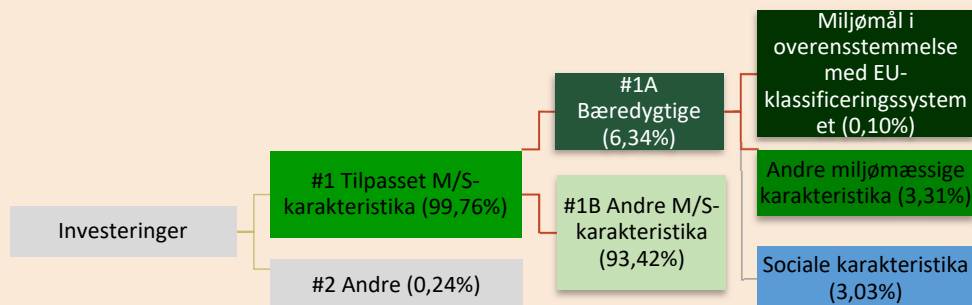 Investeringer
#1 Tilpasset M/S-
karakteristika (99,76%)
#2 Andre (0,24%)
#1A
Bæredygtige
(6,34%)
#1B Andre M/S-
karakteristika
(93,42%)
Miljømål i
overensstemmelse
med EU-
klassificeringssystem
et (0,10%)
Andre miljømæssige
karakteristika (3,31%)
Sociale karakteristika
(3,03%)